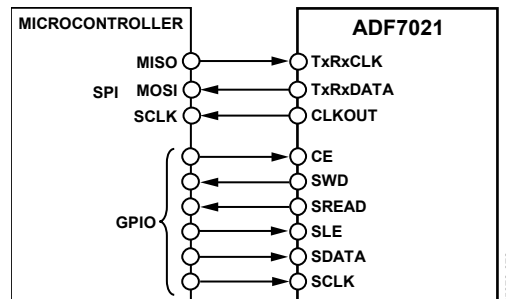 MICROCONTROLLER
ADF7021
MISO TxRxCLK
SPI MOSI TxRxDATA
SCLK CLKOUT
CE
SWD
SREAD
GPIO
SLE
SDATA
SCLK